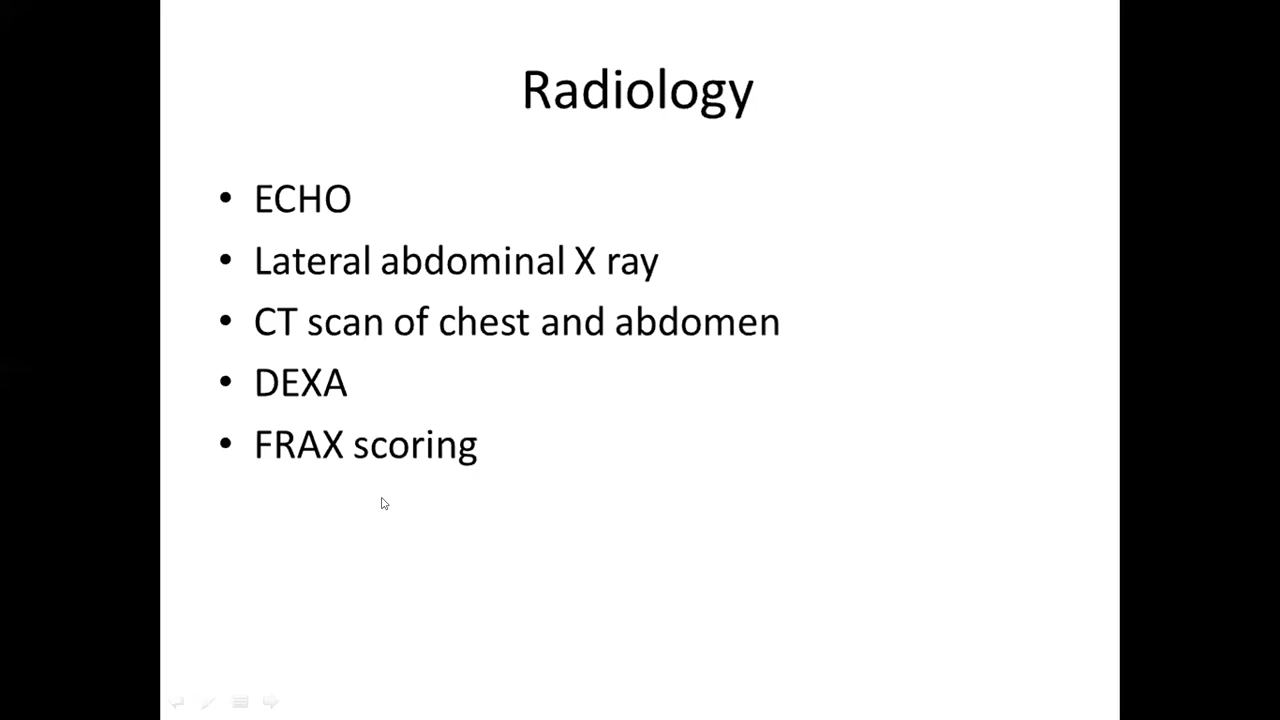 Radiology
• ECHO
• Lateral abdominal X ray
• CT scan of chest and abdomen
• DEXA
• FRAX scoring